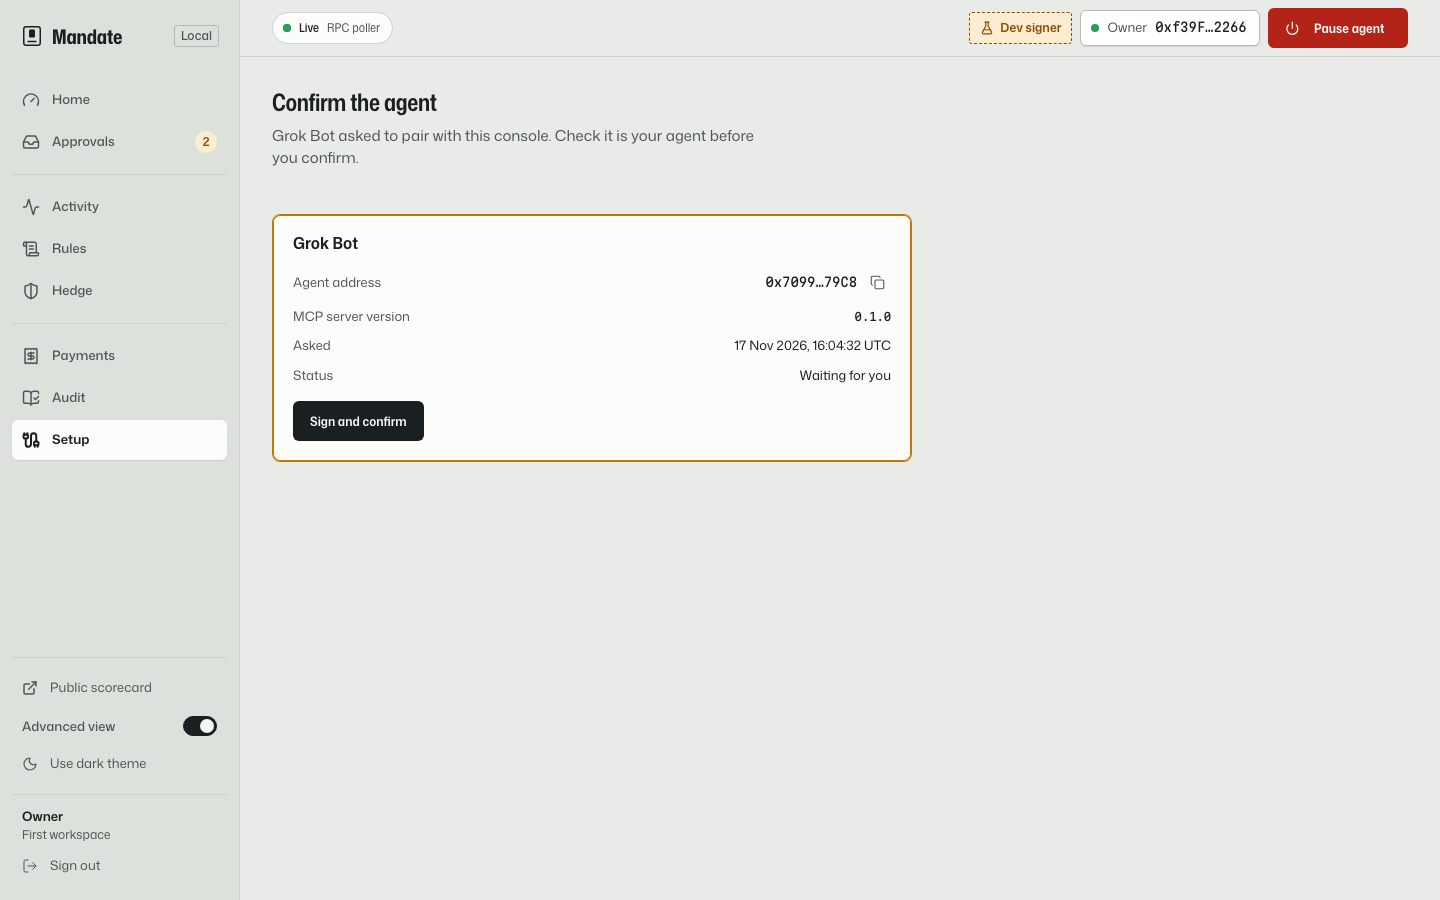 Mandate
Local
Home
Approvals
2
Activity
Rules
Hedge
Payments
Audit
Setup
Public scorecard
Advanced view
Use dark theme
Owner
First workspace
Sign out
Live RPC poller
Dev signer
Owner 0xf39F…2266
Pause agent
Confirm the agent
Grok Bot asked to pair with this console. Check it is your agent before
you confirm.
Grok Bot
Agent address 0x7099…79C8
MCP server version 0.1.0
Asked 17 Nov 2026, 16:04:32 UTC
Status Waiting for you
Sign and confirm